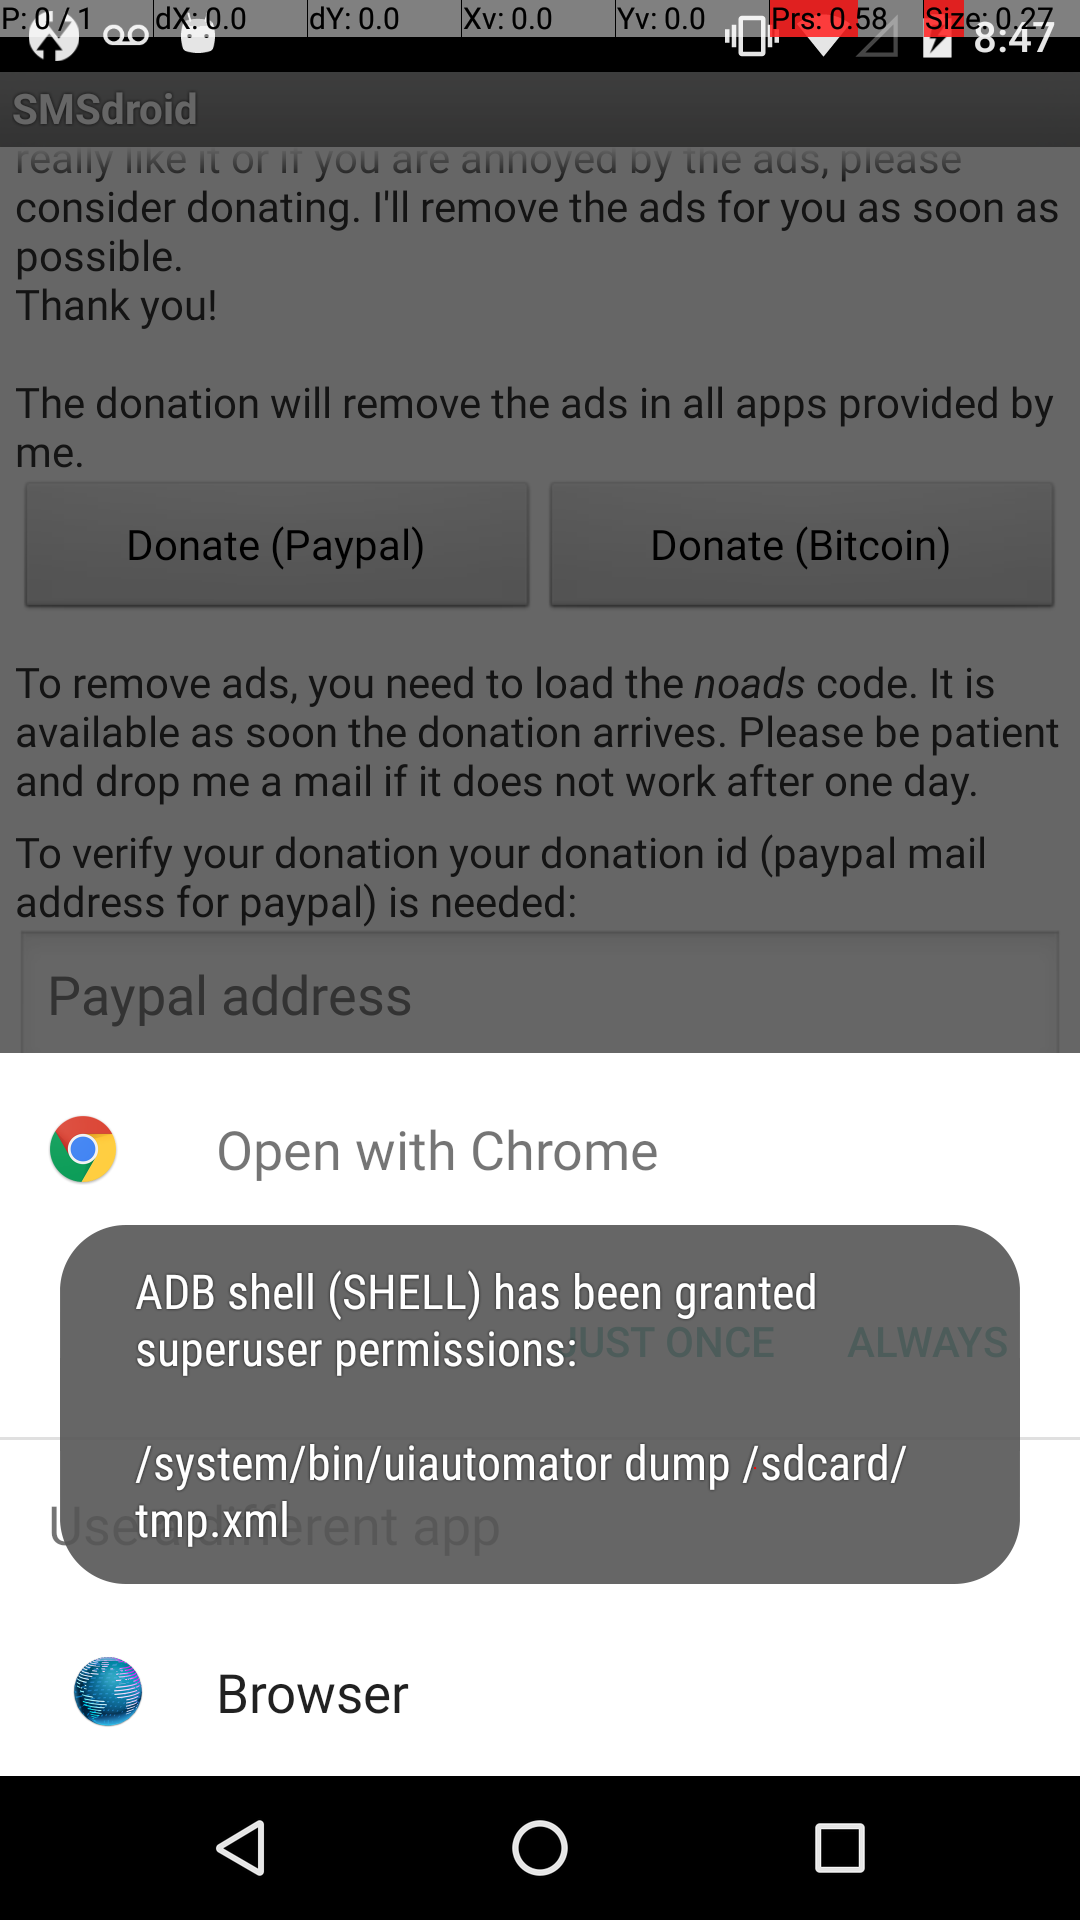 P: 0 / 1 dX: 0.0 dY: 0.0 Xv: 0.0 Yv: 0.0 Prs: 0.58 Size: 0.27
8:47
SMSdroid
really like it or if you are annoyed by the ads, please
consider donating. I'll remove the ads for you as soon as
possible.
Thank you!
The donation will remove the ads in all apps provided by
me.
Donate (Paypal) Donate (Bitcoin)
To remove ads, you need to load the noads code. It is
available as soon the donation arrives. Please be patient
and drop me a mail if it does not work after one day.
To verify your donation your donation id (paypal mail
address for paypal) is needed:
Paypal address
Open with Chrome
ADB shell (SHELL) has been granted
superuser permissions:
JUST ONCE ALWAYS
/system/bin/uiautomator dump /sdcard/
tmp.xml
Use a different app
Browser